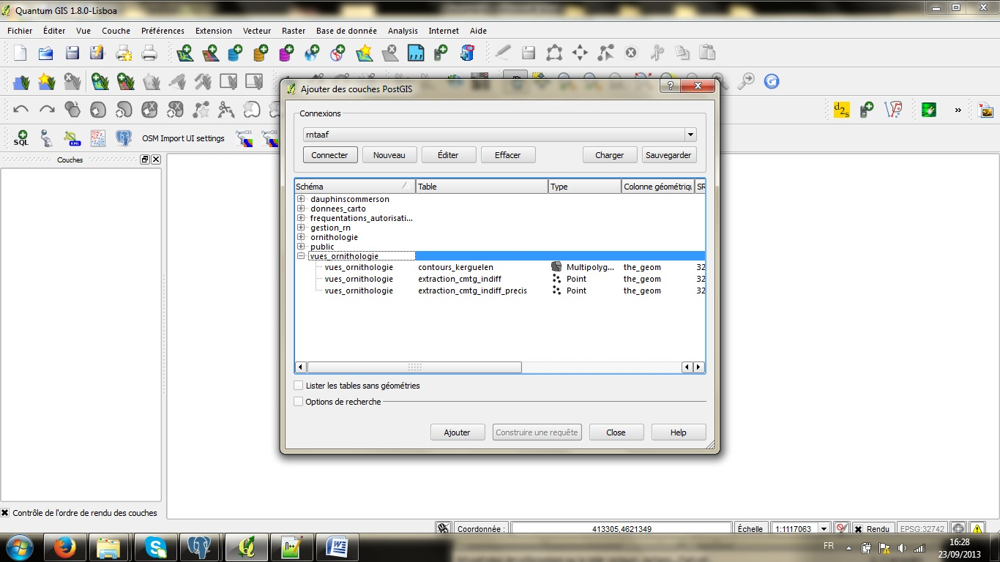 Quantum GIS 1.8.0-Lisboa
Fichier Éditer Vue Couche Préférences Extension Vecteur Raster Base de donnée Analysis Internet Aide
Ajouter des couches PostGIS
Connexions
rntaaf
Connecter Nouveau Éditer Effacer Charger Sauvegarder
SQL KML OSM Import UI settings PostGIS PostGIS
d2s
Couches
Schéma Table Type Colonne géométriqu SR
dauphinscommerson
donnees_carto
frequentations_autorisati...
gestion_rn
ornithologie
public
vues_ornithologie
vues_ornithologie contours_kerguelen Multipolyg... the_geom 32
vues_ornithologie extraction_cmtg_indiff Point the_geom 32
vues_ornithologie extraction_cmtg_indiff_precis Point the_geom 32
Lister les tables sans géométries
Options de recherche
Ajouter Construire une requête Close Help
Contrôle de l'ordre de rendu des couches
Coordonnée : 413305,4621349 Échelle 1:1117063 Rendu EPSG:32742
FR 16:28
23/09/2013